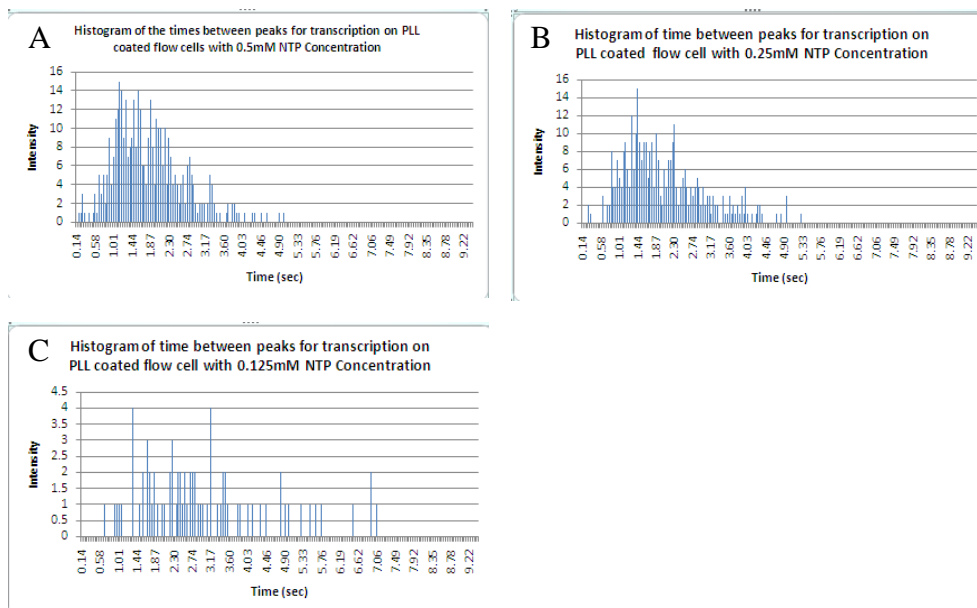 A
Histogram of the times between peaks for transcription on PLL
coated flow cells with 0.5mM NTP Concentration
Intensity
16
14
12
10
8
6
4
2
0
0.14 0.58 1.01 1.44 1.87 2.30 2.74 3.17 3.60 4.03 4.46 4.90 5.33 5.76 6.19 6.62 7.06 7.49 7.92 8.35 8.78 9.22
Time (sec)
B
Histogram of time between peaks for transcription on
PLL coated flow cell with 0.25mM NTP Concentration
Intensity
16
14
12
10
8
6
4
2
0
0.14 0.58 1.01 1.44 1.87 2.30 2.74 3.17 3.60 4.03 4.46 4.90 5.33 5.76 6.19 6.62 7.06 7.49 7.92 8.35 8.78 9.22
Time (sec)
C
Histogram of time between peaks for transcription on
PLL coated flow cell with 0.125mM NTP Concentration
Intensity
4.5
4
3.5
3
2.5
2
1.5
1
0.5
0
0.14 0.58 1.01 1.44 1.87 2.30 2.74 3.17 3.60 4.03 4.46 4.90 5.33 5.76 6.19 6.62 7.06 7.49 7.92 8.35 8.78 9.22
Time (sec)